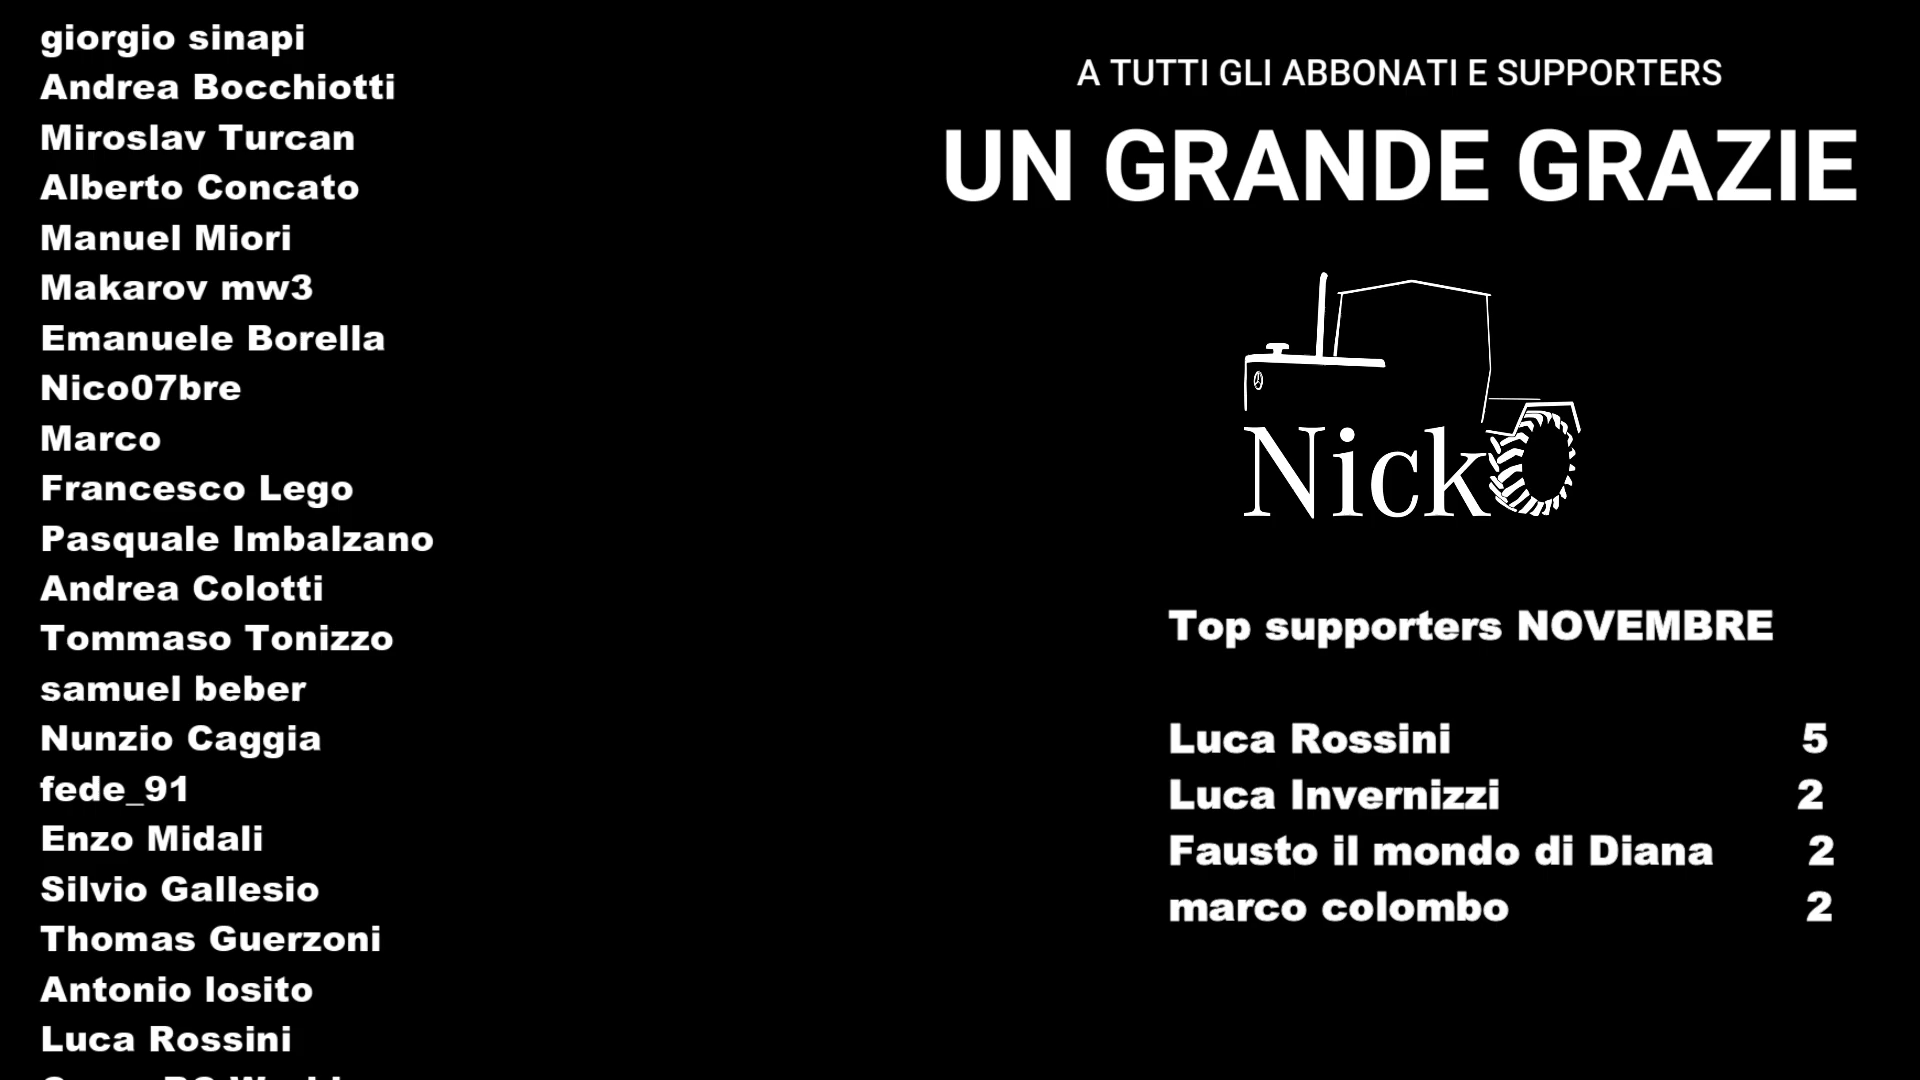 giorgio sinapi
Andrea Bocchiotti
Miroslav Turcan
Alberto Concato
Manuel Miori
Makarov mw3
Emanuele Borella
Nico07bre
Marco
Francesco Lego
Pasquale Imbalzano
Andrea Colotti
Tommaso Tonizzo
samuel beber
Nunzio Caggia
fede_91
Enzo Midali
Silvio Gallesio
Thomas Guerzoni
Antonio losito
Luca Rossini
A TUTTI GLI ABBONATI E SUPPORTERS
UN GRANDE GRAZIE
NickO
Top supporters NOVEMBRE
Luca Rossini 5
Luca Invernizzi 2
Fausto il mondo di Diana 2
marco colombo 2